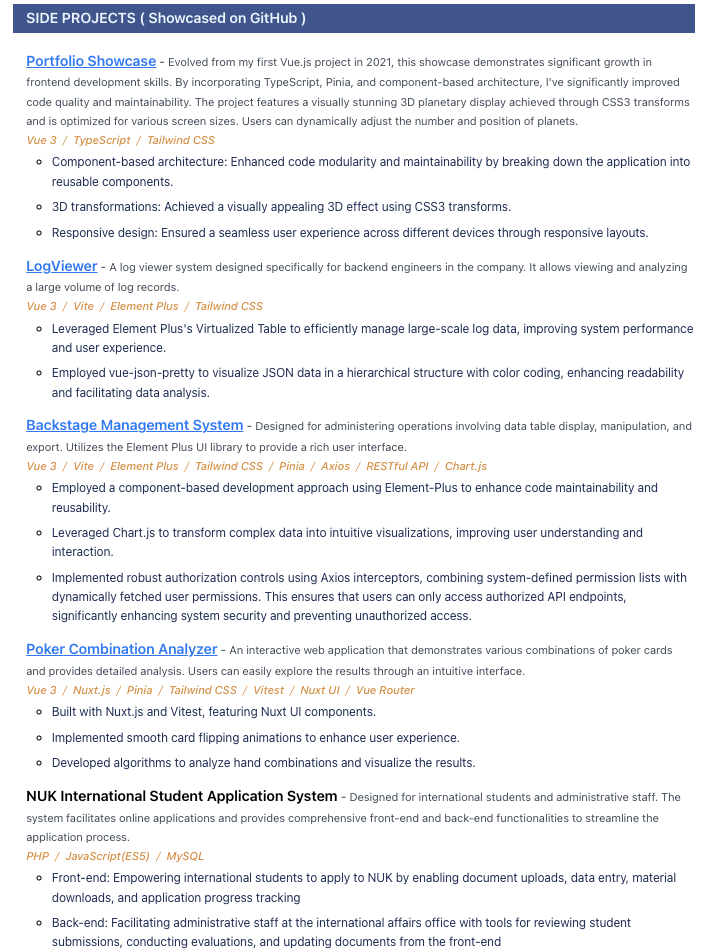 SIDE PROJECTS ( Showcased on GitHub )
Portfolio Showcase - Evolved from my first Vue.js project in 2021, this showcase demonstrates significant growth in
frontend development skills. By incorporating TypeScript, Pinia, and component-based architecture, I've significantly improved
code quality and maintainability. The project features a visually stunning 3D planetary display achieved through CSS3 transforms
and is optimized for various screen sizes. Users can dynamically adjust the number and position of planets.
Vue 3 / TypeScript / Tailwind CSS
Component-based architecture: Enhanced code modularity and maintainability by breaking down the application into
reusable components.
3D transformations: Achieved a visually appealing 3D effect using CSS3 transforms.
Responsive design: Ensured a seamless user experience across different devices through responsive layouts.
LogViewer - A log viewer system designed specifically for backend engineers in the company. It allows viewing and analyzing
a large volume of log records.
Vue 3 / Vite / Element Plus / Tailwind CSS
Leveraged Element Plus's Virtualized Table to efficiently manage large-scale log data, improving system performance
and user experience.
Employed vue-json-pretty to visualize JSON data in a hierarchical structure with color coding, enhancing readability
and facilitating data analysis.
Backstage Management System - Designed for administering operations involving data table display, manipulation, and
export. Utilizes the Element Plus UI library to provide a rich user interface.
Vue 3 / Vite / Element Plus / Tailwind CSS / Pinia / Axios / RESTful API / Chart.js
Employed a component-based development approach using Element-Plus to enhance code maintainability and
reusability.
Leveraged Chart.js to transform complex data into intuitive visualizations, improving user understanding and
interaction.
Implemented robust authorization controls using Axios interceptors, combining system-defined permission lists with
dynamically fetched user permissions. This ensures that users can only access authorized API endpoints,
significantly enhancing system security and preventing unauthorized access.
Poker Combination Analyzer - An interactive web application that demonstrates various combinations of poker cards
and provides detailed analysis. Users can easily explore the results through an intuitive interface.
Vue 3 / Nuxt.js / Pinia / Tailwind CSS / Vitest / Nuxt UI / Vue Router
Built with Nuxt.js and Vitest, featuring Nuxt UI components.
Implemented smooth card flipping animations to enhance user experience.
Developed algorithms to analyze hand combinations and visualize the results.
NUK International Student Application System - Designed for international students and administrative staff. The
system facilitates online applications and provides comprehensive front-end and back-end functionalities to streamline the
application process.
PHP / JavaScript(ES5) / MySQL
Front-end: Empowering international students to apply to NUK by enabling document uploads, data entry, material
downloads, and application progress tracking
Back-end: Facilitating administrative staff at the international affairs office with tools for reviewing student
submissions, conducting evaluations, and updating documents from the front-end